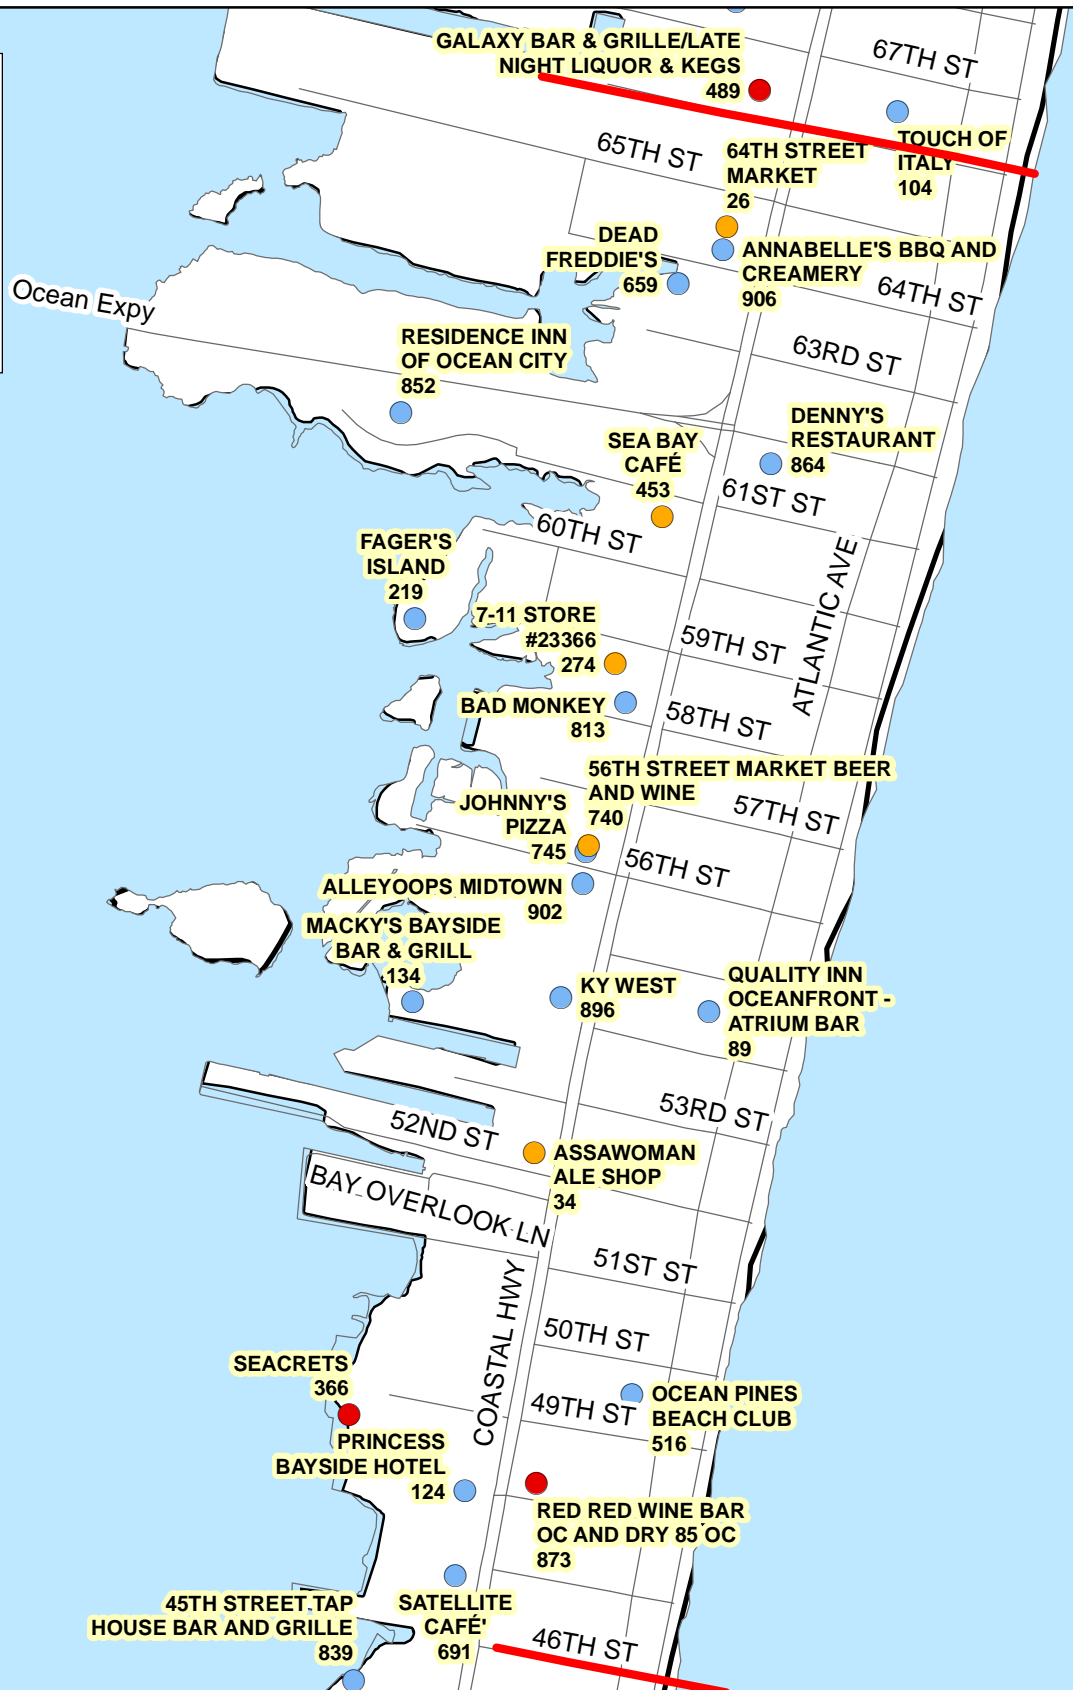 GALAXY BAR & GRILLE/LATE
NIGHT LIQUOR & KEGS
489
67TH ST
TOUCH OF
ITALY
104
65TH ST
64TH STREET
MARKET
26
DEAD
FREDDIE'S
659
ANNABELLE'S BBQ AND
CREAMERY
906
64TH ST
Ocean Expy
RESIDENCE INN
OF OCEAN CITY
852
63RD ST
DENNY'S
RESTAURANT
864
SEA BAY
CAFÉ
453
61ST ST
60TH ST
FAGER'S
ISLAND
219
ATLANTIC AVE
7-11 STORE
#23366
274
59TH ST
BAD MONKEY
813
58TH ST
56TH STREET MARKET BEER
AND WINE
740
JOHNNY'S
PIZZA
745
57TH ST
56TH ST
ALLEYOOPS MIDTOWN
902
MACKY'S BAYSIDE
BAR & GRILL
134
KY WEST
896
QUALITY INN
OCEANFRONT -
ATRIUM BAR
89
53RD ST
52ND ST
ASSAWOMAN
ALE SHOP
34
BAY OVERLOOK LN
51ST ST
COASTAL HWY
50TH ST
SEACRETS
366
49TH ST
OCEAN PINES
BEACH CLUB
516
PRINCESS
BAYSIDE HOTEL
124
RED RED WINE BAR
OC AND DRY 85 OC
873
45TH STREET TAP
HOUSE BAR AND GRILLE
839
SATELLITE
CAFÉ'
691
46TH ST